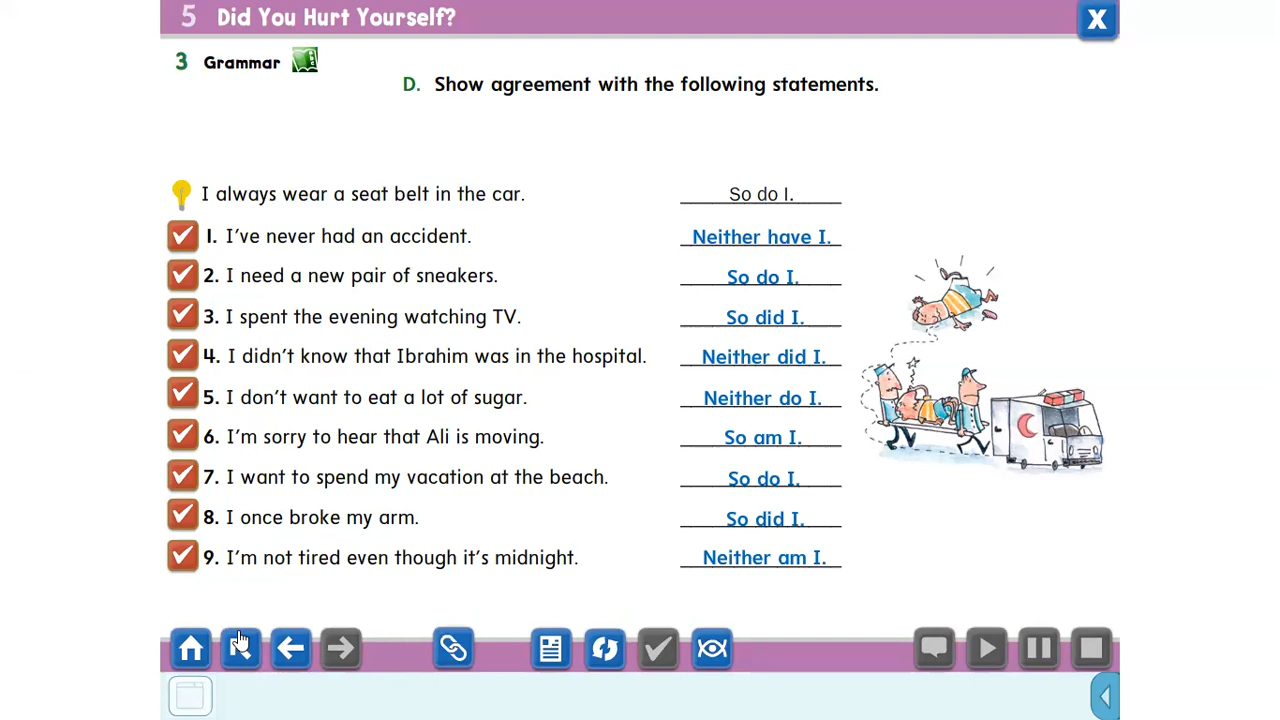 5 Did You Hurt Yourself?
X
3 Grammar
D. Show agreement with the following statements.
I always wear a seat belt in the car. So do I.
1. I've never had an accident. Neither have I.
2. I need a new pair of sneakers. So do I.
3. I spent the evening watching TV. So did I.
4. I didn't know that Ibrahim was in the hospital. Neither did I.
5. I don't want to eat a lot of sugar. Neither do I.
6. I'm sorry to hear that Ali is moving. So am I.
7. I want to spend my vacation at the beach. So do I.
8. I once broke my arm. So did I.
9. I'm not tired even though it's midnight. Neither am I.